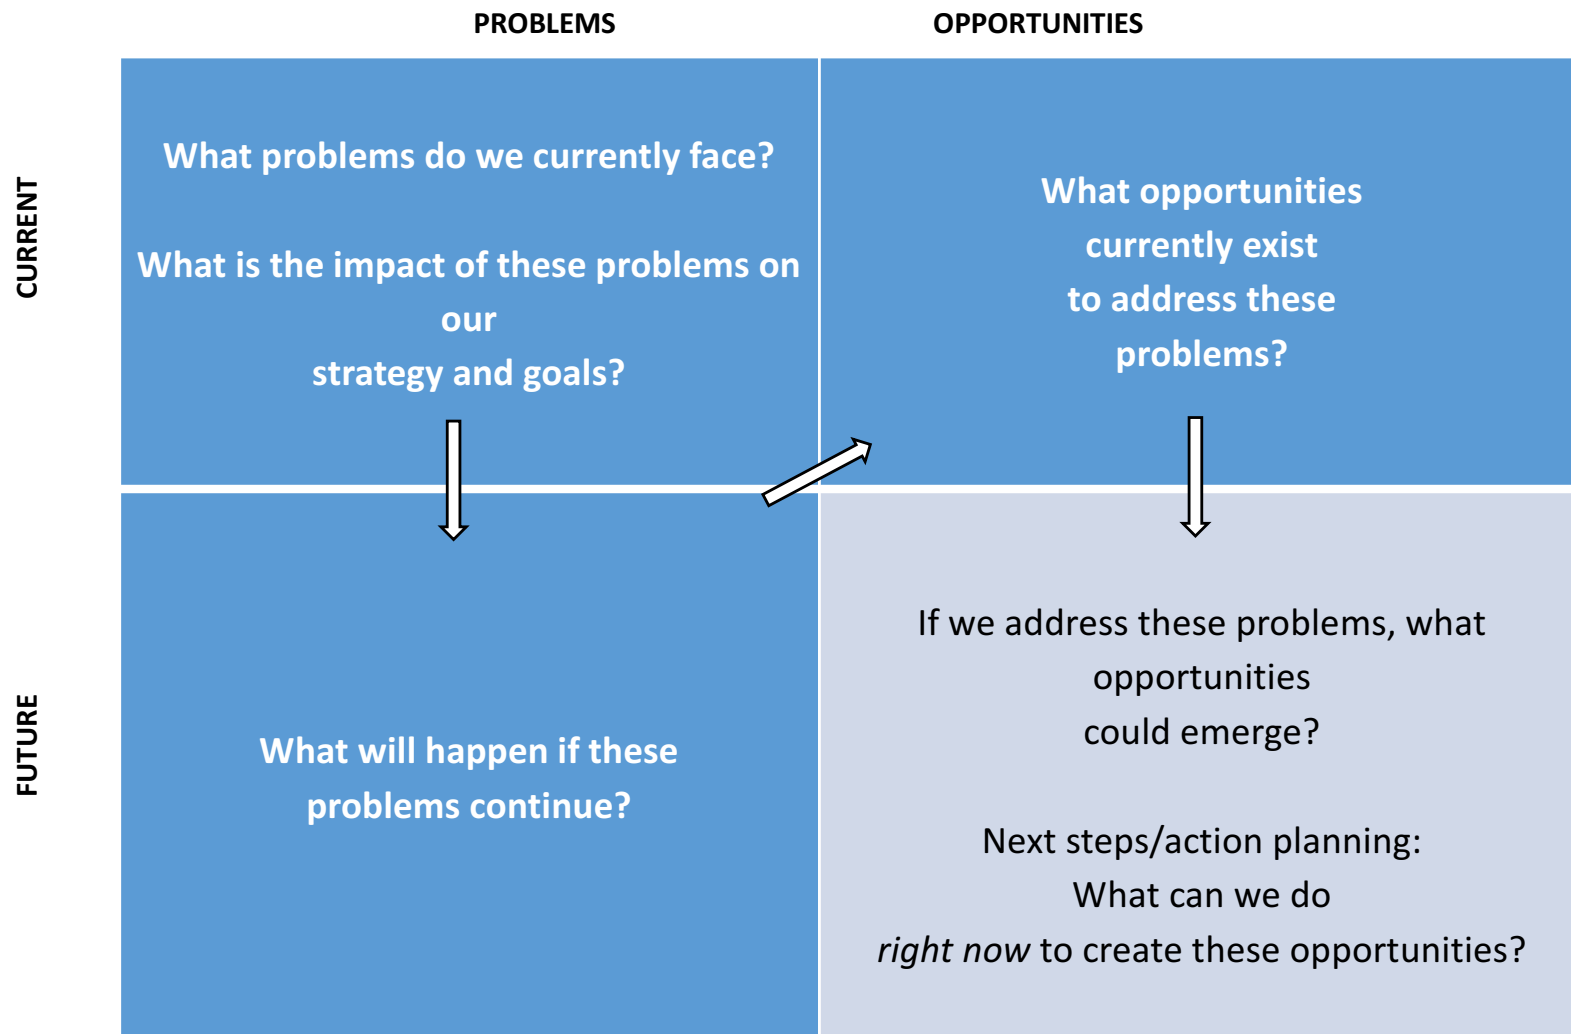 PROBLEMS
OPPORTUNITIES
CURRENT
What problems do we currently face?
What is the impact of these problems on
our
strategy and goals?
What opportunities
currently exist
to address these
problems?
FUTURE
What will happen if these
problems continue?
If we address these problems, what
opportunities
could emerge?
Next steps/action planning:
What can we do
right now to create these opportunities?